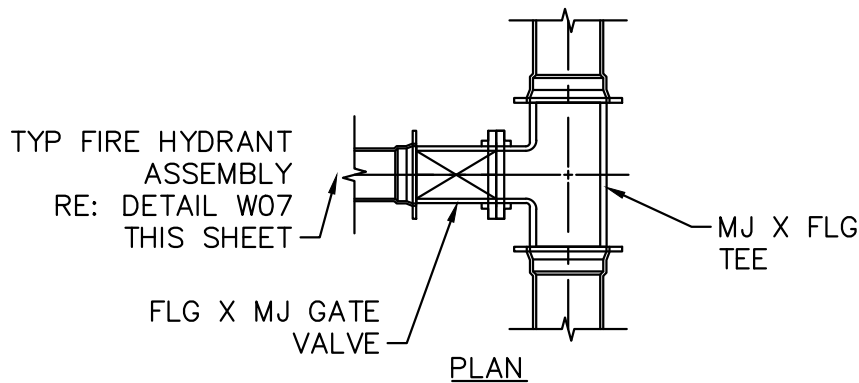 TYP FIRE HYDRANT
ASSEMBLY
RE: DETAIL W07
THIS SHEET
MJ X FLG
TEE
FLG X MJ GATE
VALVE
PLAN